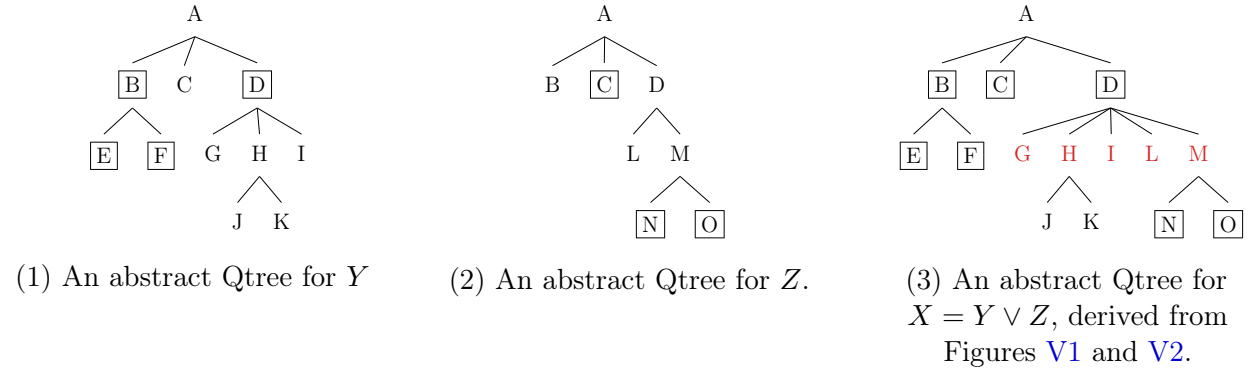 A
B C D
E F G H I
J K
(1) An abstract Qtree for Y
A
B C D
L M
N O
(2) An abstract Qtree for Z.
A
B C D
E F G H I L M
J K N O
(3) An abstract Qtree for
X = Y ∨ Z, derived from
Figures V1 and V2.